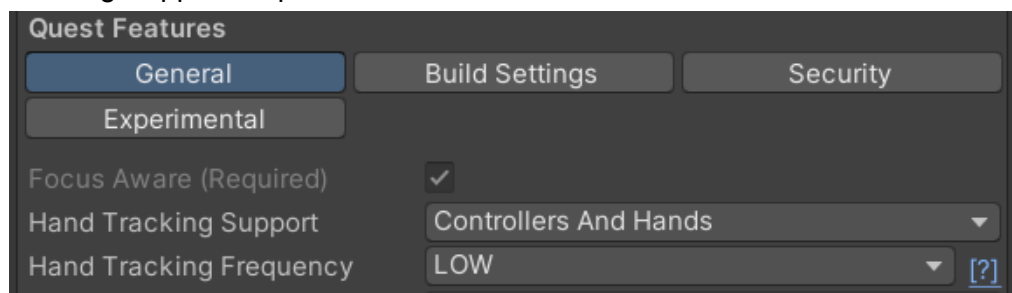 Quest Features
General Build Settings Security
Experimental
Focus Aware (Required)
Hand Tracking Support Controllers And Hands
Hand Tracking Frequency LOW [?]